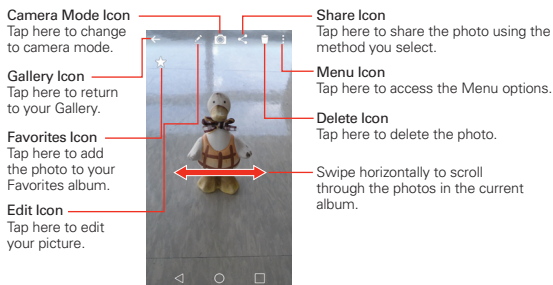 Camera Mode Icon
Tap here to change
to camera mode.
Gallery Icon
Tap here to return
to your Gallery.
Favorites Icon
Tap here to add
the photo to your
Favorites album.
Edit Icon
Tap here to edit
your picture.
Share Icon
Tap here to share the photo using the
method you select.
Menu Icon
Tap here to access the Menu options.
Delete Icon
Tap here to delete the photo.
Swipe horizontally to scroll
through the photos in the current
album.